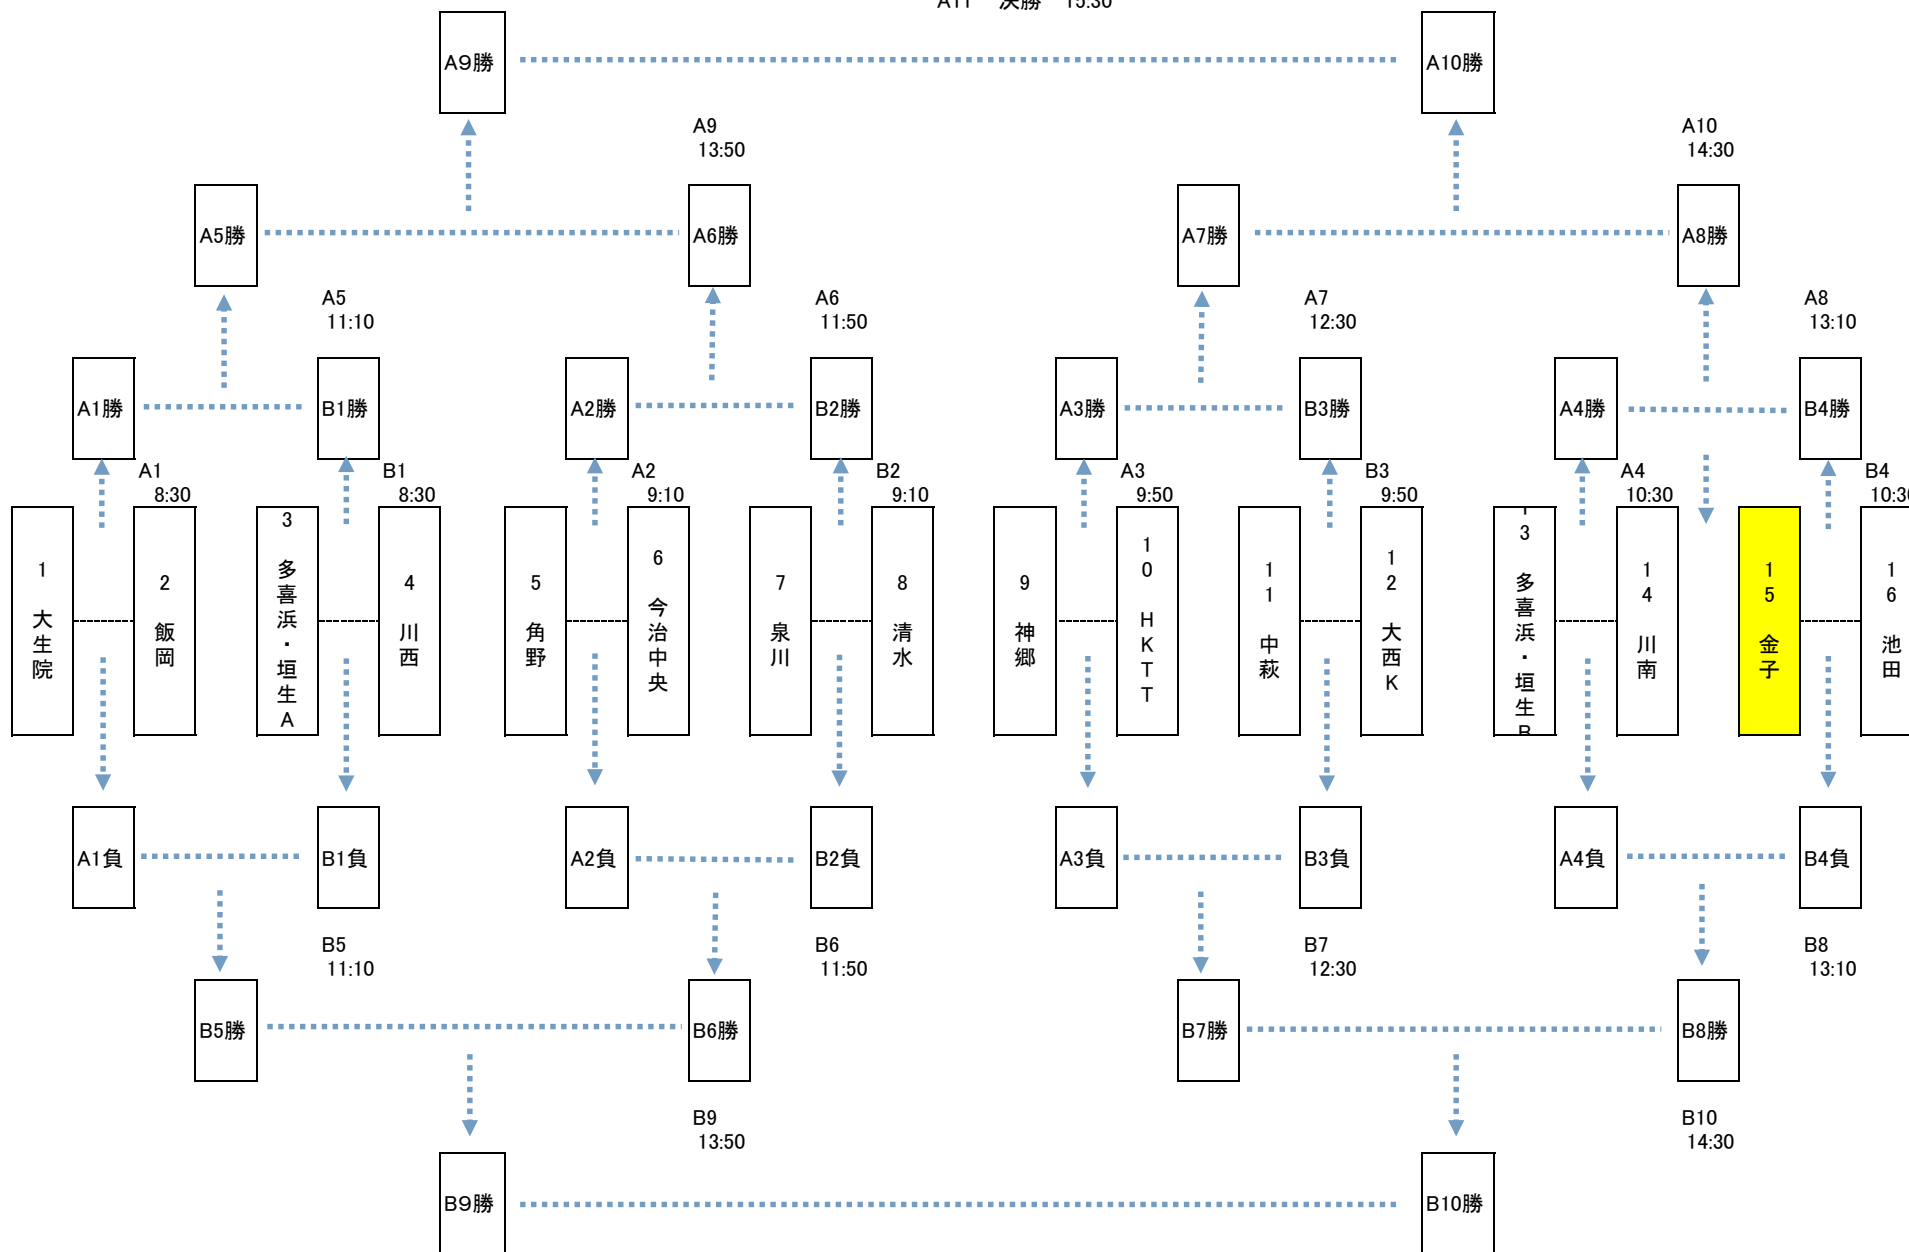 A11 決勝 15:30
A9勝
A10勝
A9
13:50
A10
14:30
A5勝
A6勝
A7勝
A8勝
A5
11:10
A6
11:50
A7
12:30
A8
13:10
A1勝
B1勝
A2勝
B2勝
A3勝
B3勝
A4勝
B4勝
A1
8:30
B1
8:30
A2
9:10
B2
9:10
A3
9:50
B3
9:50
A4
10:30
B4
10:30
1 大生院
2 飯岡
3 多喜浜・垣生A
4 川西
5 角野
6 今治中央
7 泉川
8 清水
9 神郷
10 HKTT
11 中萩
12 大西K
13 多喜浜・垣生B
14 川南
15 金子
16 池田
A1負
B1負
A2負
B2負
A3負
B3負
A4負
B4負
B5
11:10
B6
11:50
B7
12:30
B8
13:10
B5勝
B6勝
B7勝
B8勝
B9
13:50
B10
14:30
B9勝
B10勝